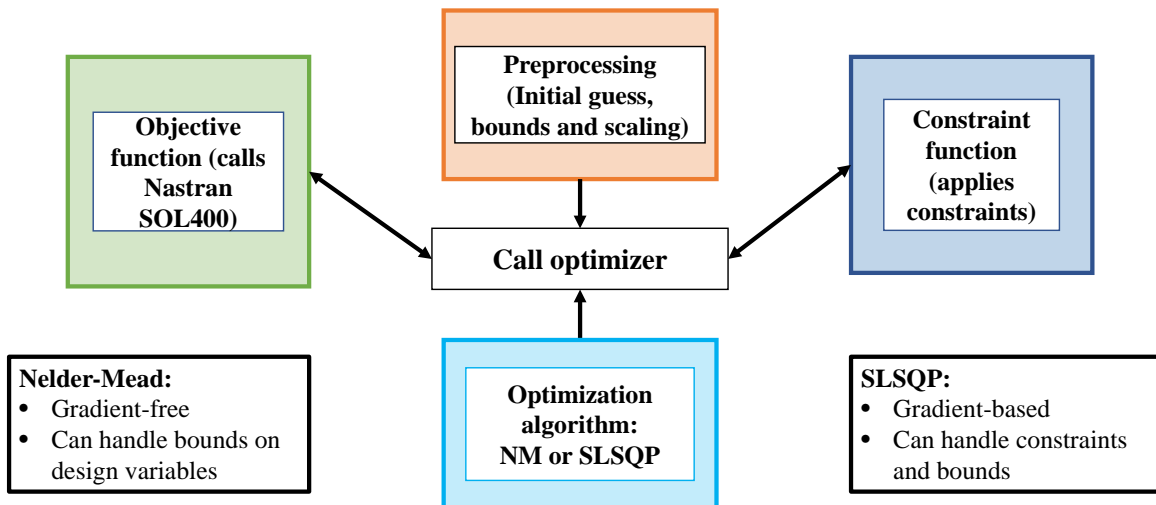 Preprocessing
(Initial guess,
bounds and scaling)
Objective
function (calls
Nastran
SOL400)
Constraint
function
(applies
constraints)
Call optimizer
Nelder-Mead:
• Gradient-free
• Can handle bounds on
design variables
Optimization
algorithm:
NM or SLSQP
SLSQP:
• Gradient-based
• Can handle constraints
and bounds